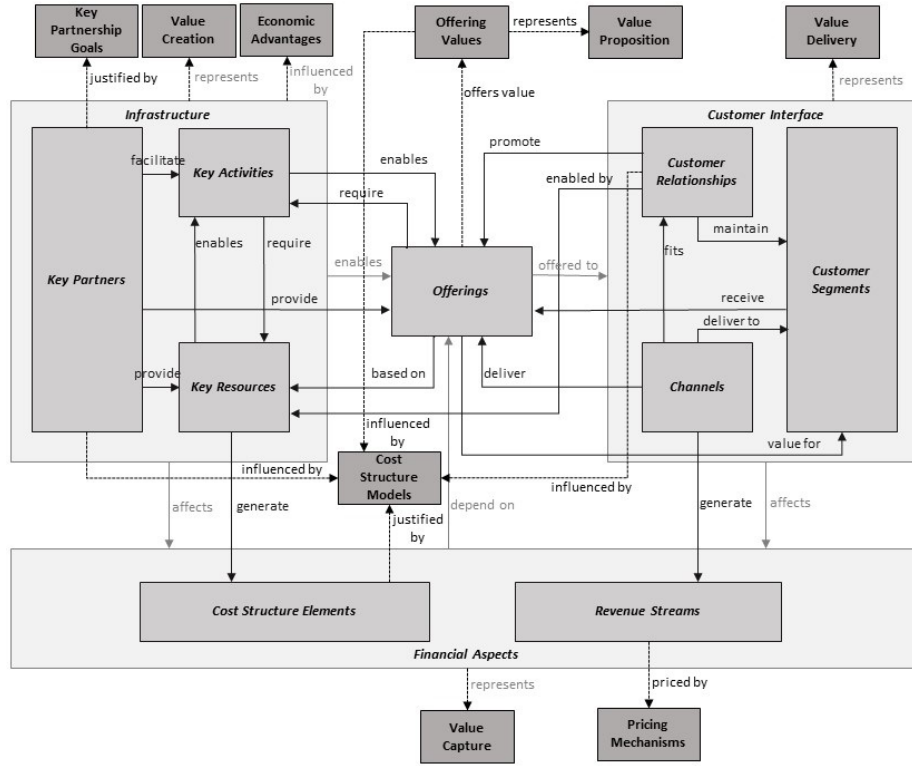 Key
Partnership
Goals
Value
Creation
Economic
Advantages
Offering
Values
represents
Value
Proposition
Value
Delivery
justified by
represents
influenced
by
offers value
represents
Infrastructure
Customer Interface
facilitate
Key Activities
enables
promote
enabled by
Customer
Relationships
require
enables
require
maintain
fits
Key Partners
enables
Offerings
offered to
Customer
Segments
provide
receive
deliver to
provide
Key Resources
based on
deliver
Channels
influenced
by
value for
influenced by
Cost
Structure
Models
influenced by
affects
generate
justified
by
depend on
generate
affects
Cost Structure Elements
Revenue Streams
Financial Aspects
represents
priced by
Value
Capture
Pricing
Mechanisms